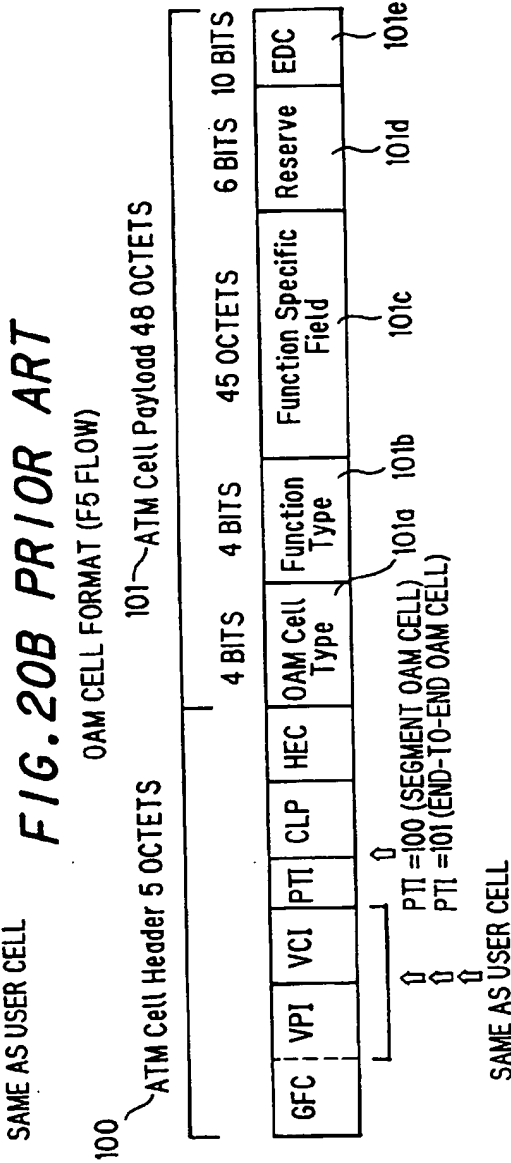 SAME AS USER CELL
FIG.20B PRIOR ART
OAM CELL FORMAT (F5 FLOW)
100 ATM Cell Header 5 OCTETS
101 ATM Cell Payload 48 OCTETS
4 BITS 4 BITS 45 OCTETS 6 BITS 10 BITS
GFC VPI VCI PTI CLP HEC OAM Cell Type Function Type Function Specific Field Reserve EDC
101a 101b 101c 101d 101e
PTI =100 (SEGMENT OAM CELL)
PTI =101 (END-TO-END OAM CELL)
SAME AS USER CELL